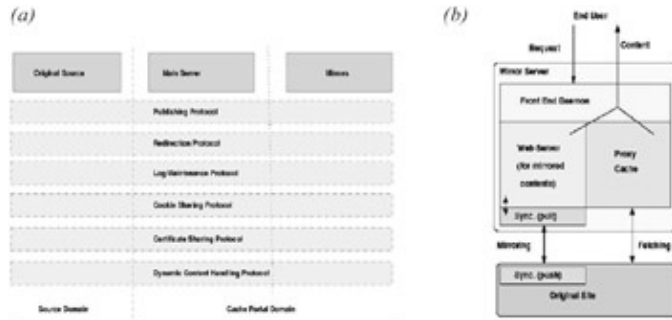 (a)
Original Source
Main Server
Mirrors
Publishing Protocol
Redirection Protocol
Log Maintenance Protocol
Cookie Sharing Protocol
Certificate Sharing Protocol
Dynamic Content Handling Protocol
Source Domain
Cache Portal Domain
(b)
End User
Request
Content
Mirror Server
Front End Daemon
Web Server
(for mirrored
contents)
Proxy
Cache
Sync. (pull)
Mirroring
Fetching
Sync. (push)
Original Site